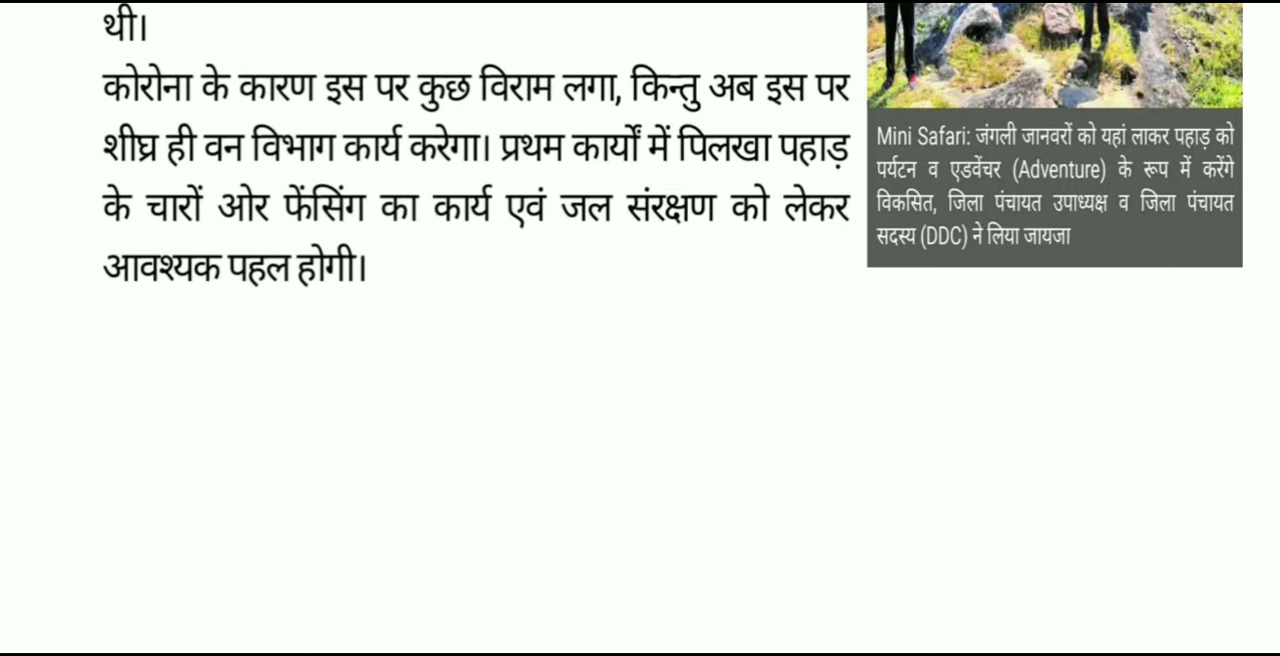 थी।
कोरोना के कारण इस पर कुछ विराम लगा, किन्तु अब इस पर
शीघ्र ही वन विभाग कार्य करेगा। प्रथम कार्यों में पिलखा पहाड़
के चारों ओर फेंसिंग का कार्य एवं जल संरक्षण को लेकर
आवश्यक पहल होगी।
Mini Safari: जंगली जानवरों को यहां लाकर पहाड़ को
पर्यटन व एडवेंचर (Adventure) के रूप में करेंगे
विकसित, जिला पंचायत उपाध्यक्ष व जिला पंचायत
सदस्य (DDC) ने लिया जायजा